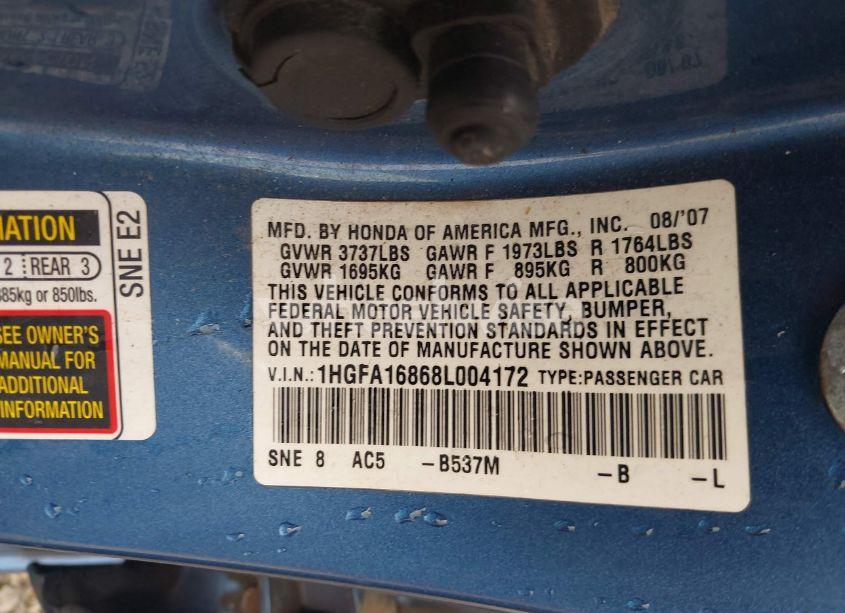 MATION
2 REAR 3
385kg or 850lbs.
SEE OWNER'S
MANUAL FOR
ADDITIONAL
INFORMATION
SNE E2
MFD. BY HONDA OF AMERICA MFG., INC. 08/'07
GVWR 3737LBS GAWR F 1973LBS R 1764LBS
GVWR 1695KG GAWR F 895KG R 800KG
THIS VEHICLE CONFORMS TO ALL APPLICABLE
FEDERAL MOTOR VEHICLE SAFETY, BUMPER,
AND THEFT PREVENTION STANDARDS IN EFFECT
ON THE DATE OF MANUFACTURE SHOWN ABOVE.
V.I.N.:1HGFA16868L004172 TYPE:PASSENGER CAR
SNE 8 AC5 -B537M -B -L